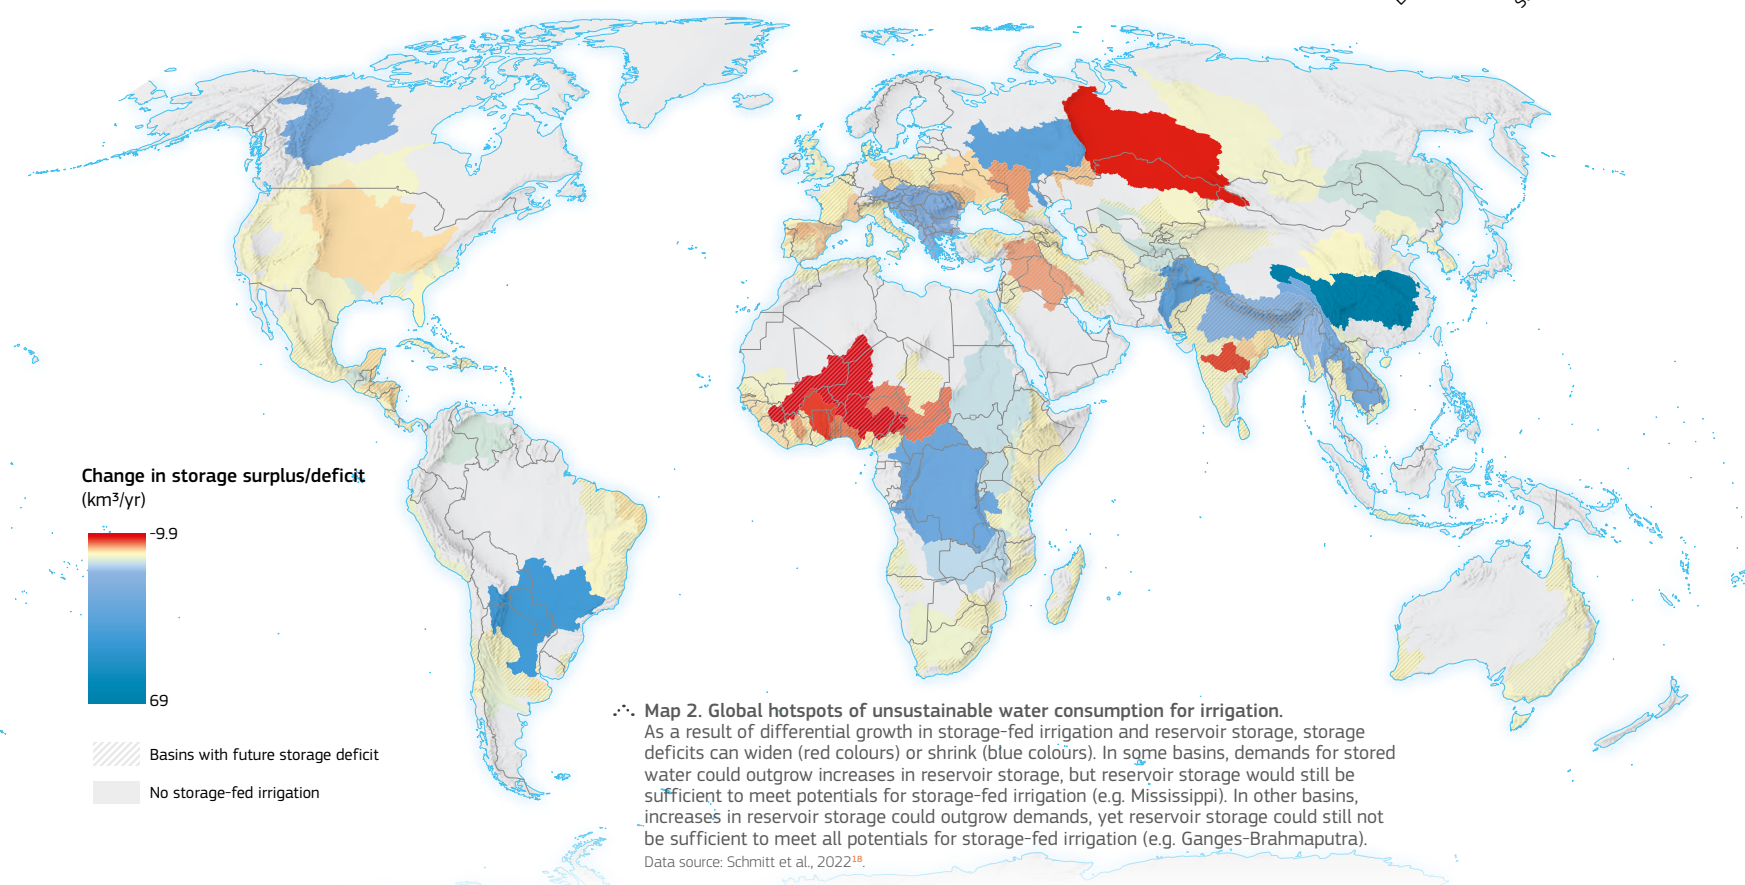 Change in storage surplus/deficit
(km³/yr)
-9.9
69
Basins with future storage deficit
No storage-fed irrigation
Map 2. Global hotspots of unsustainable water consumption for irrigation.
As a result of differential growth in storage-fed irrigation and reservoir storage, storage
deficits can widen (red colours) or shrink (blue colours). In some basins, demands for stored
water could outgrow increases in reservoir storage, but reservoir storage would still be
sufficient to meet potentials for storage-fed irrigation (e.g. Mississippi). In other basins,
increases in reservoir storage could outgrow demands, yet reservoir storage could still not
be sufficient to meet all potentials for storage-fed irrigation (e.g. Ganges-Brahmaputra).
Data source: Schmitt et al., 2022¹⁸.